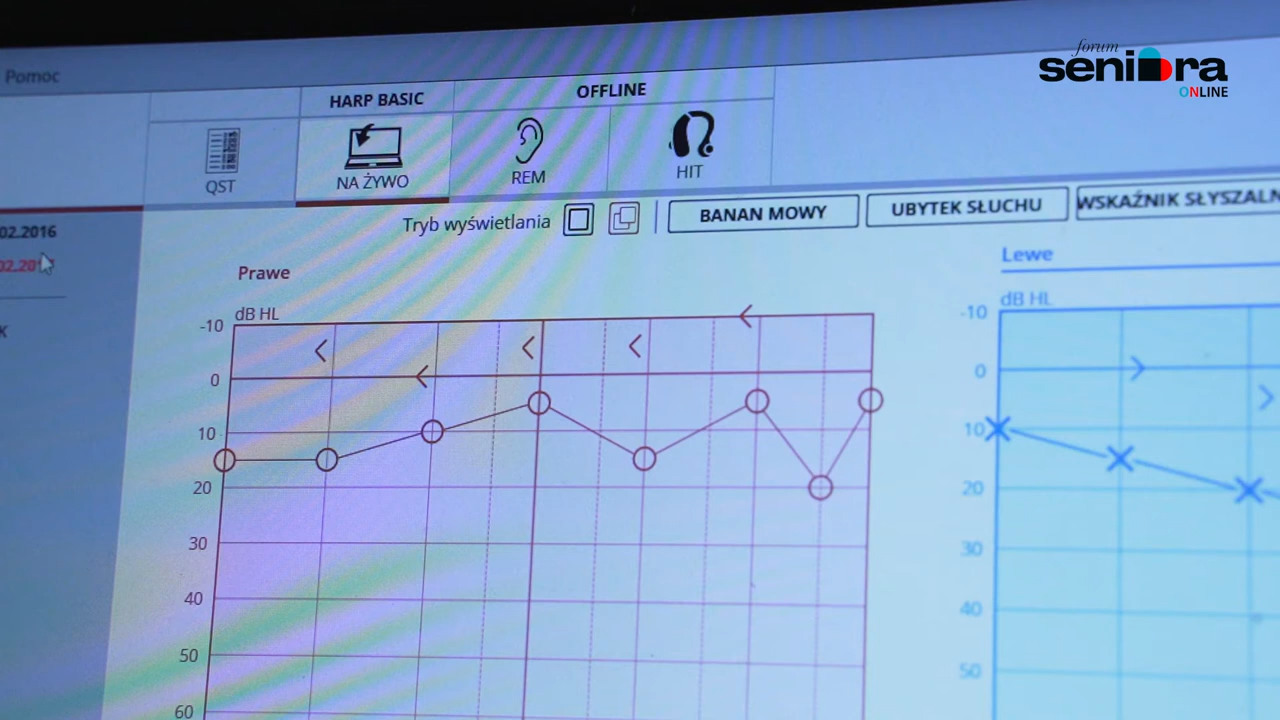 forum
seniora
ONLINE
Pomoc
HARP BASIC
OFFLINE
QST
NA ŻYWO
REM
HIT
Tryb wyświetlania
BANAN MOWY
UBYTEK SŁUCHU
WSKAŹNIK SŁYSZALN
02.2016
02.20
K
Prawe
dB HL
-10
0
10
20
30
40
50
60
Lewe
dB HL
-10
0
10
20
30
40
50